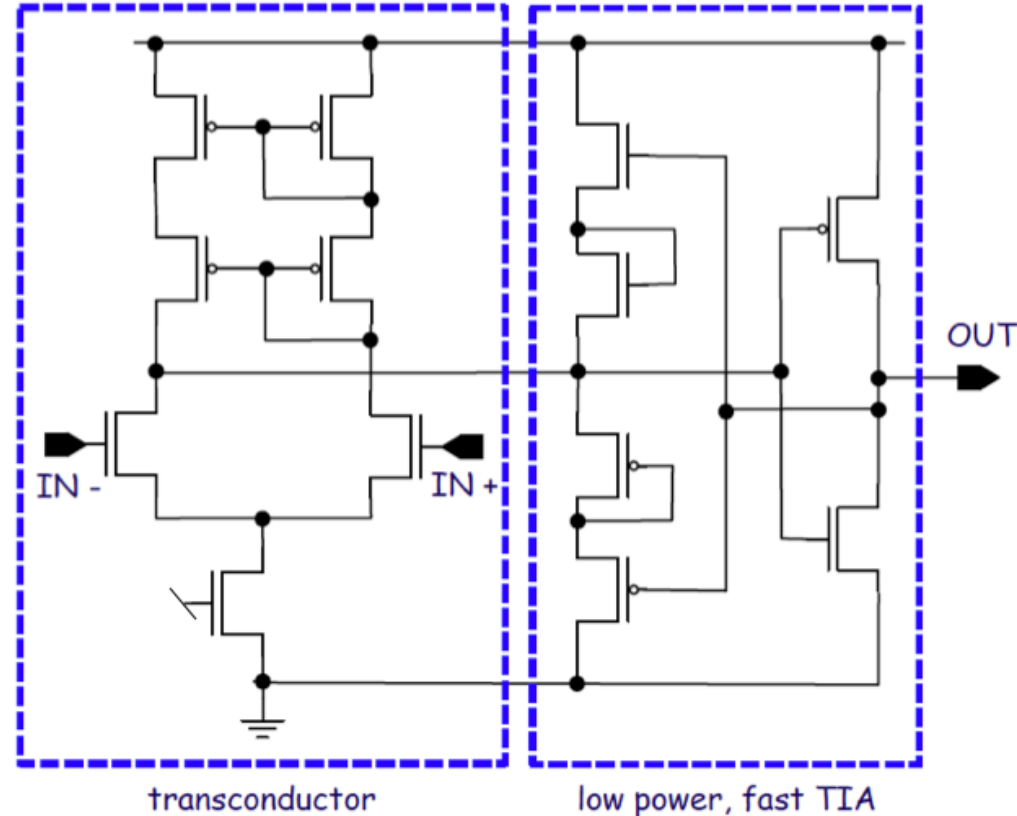 OUT
IN -
IN +
transconductor
low power, fast TIA